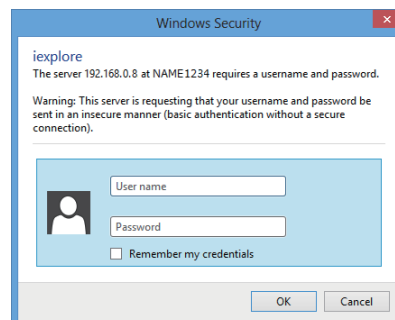 Windows Security
iexplore
The server 192.168.0.8 at NAME1234 requires a username and password.
Warning: This server is requesting that your username and password be
sent in an insecure manner (basic authentication without a secure
connection).
User name
Password
Remember my credentials
OK
Cancel